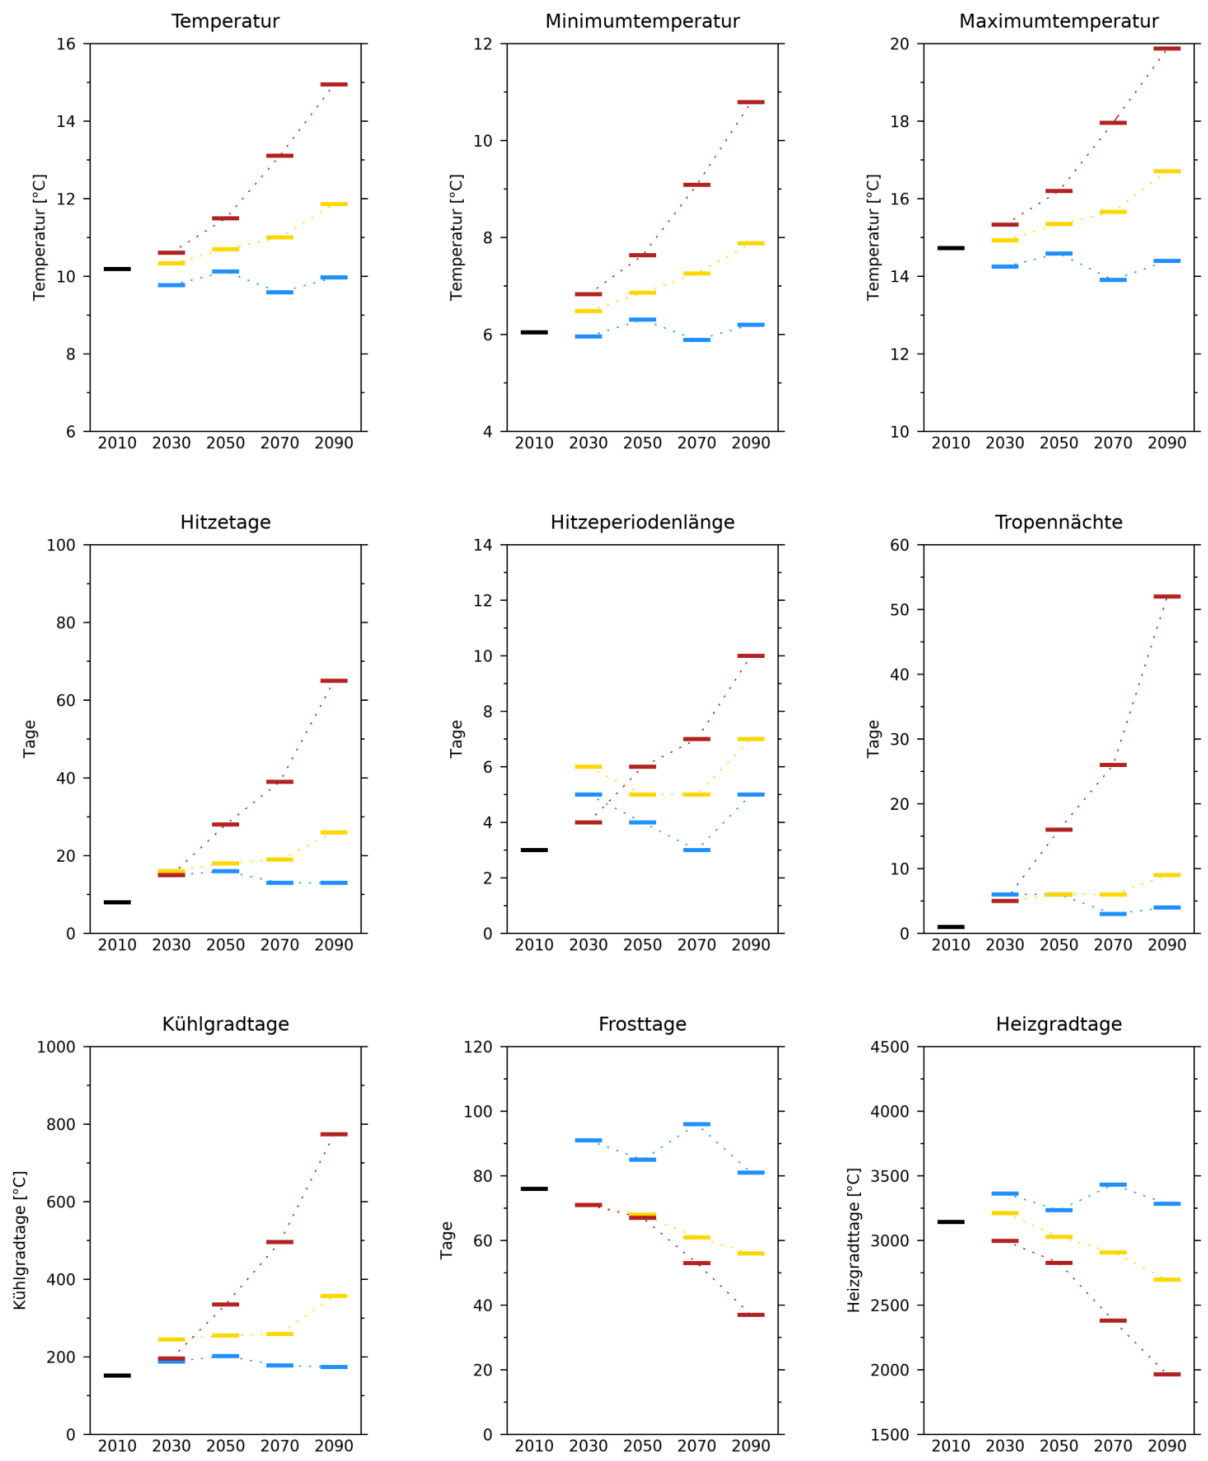 Temperatur
Temperatur [°C]
16
14
12
10
8
6
2010 2030 2050 2070 2090
Minimumtemperatur
Temperatur [°C]
12
10
8
6
4
2010 2030 2050 2070 2090
Maximumtemperatur
Temperatur [°C]
20
18
16
14
12
10
2010 2030 2050 2070 2090
Hitzetage
Tage
100
80
60
40
20
0
2010 2030 2050 2070 2090
Hitzeperiodenlänge
Tage
14
12
10
8
6
4
2
0
2010 2030 2050 2070 2090
Tropennächte
Tage
60
50
40
30
20
10
0
2010 2030 2050 2070 2090
Kühlgradtage
Kühlgradtage [°C]
1000
800
600
400
200
0
2010 2030 2050 2070 2090
Frosttage
Tage
120
100
80
60
40
20
0
2010 2030 2050 2070 2090
Heizgradtage
Heizgradttage [°C]
4500
4000
3500
3000
2500
2000
1500
2010 2030 2050 2070 2090